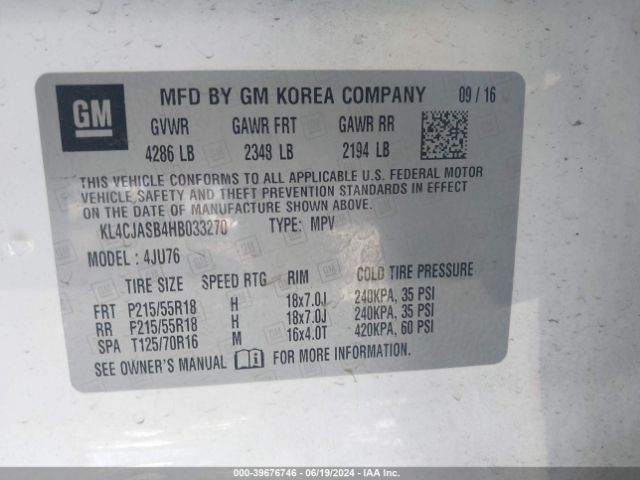 GM MFD BY GM KOREA COMPANY 09 / 16
GVWR GAWR FRT GAWR RR
4286 LB 2348 LB 2194 LB
THIS VEHICLE CONFORMS TO ALL APPLICABLE U.S. FEDERAL MOTOR
VEHICLE SAFETY AND THEFT PREVENTION STANDARDS IN EFFECT
ON THE DATE OF MANUFACTURE SHOWN ABOVE.
KL4CJASB4HB033270 TYPE: MPV
MODEL : 4JU76
TIRE SIZE SPEED RTG RIM COLD TIRE PRESSURE
FRT P215/55R18 H 18x7.0J 240KPA, 35 PSI
RR P215/55R18 H 18x7.0J 240KPA, 35 PSI
SPA T125/70R16 M 16x4.0T 420KPA, 60 PSI
SEE OWNER'S MANUAL FOR MORE INFORMATION.
000-39676746 - 06/19/2024 - IAA Inc.